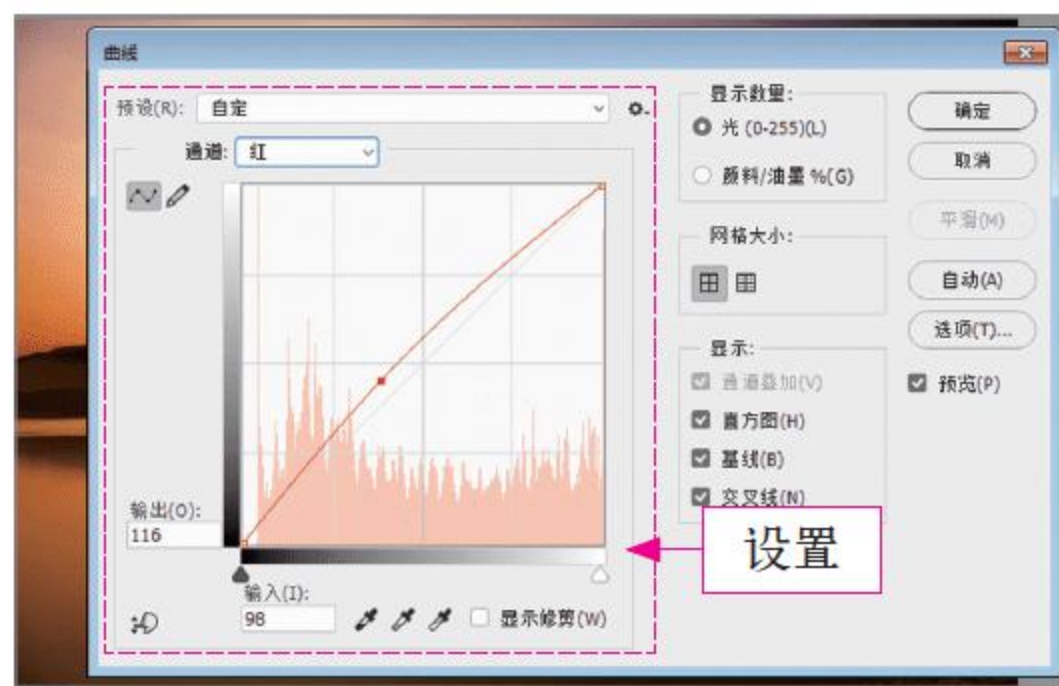 曲线
预设(R): 自定
通道: 红
输出(O):
116
输入(I):
98
显示修剪(W)
显示数量:
光 (0-255)(L)
颜料/油墨 %(G)
网格大小:
显示:
通道叠加(V)
直方图(H)
基线(B)
交叉线(N)
确定
取消
平滑(M)
自动(A)
选项(T)...
预览(P)
设置